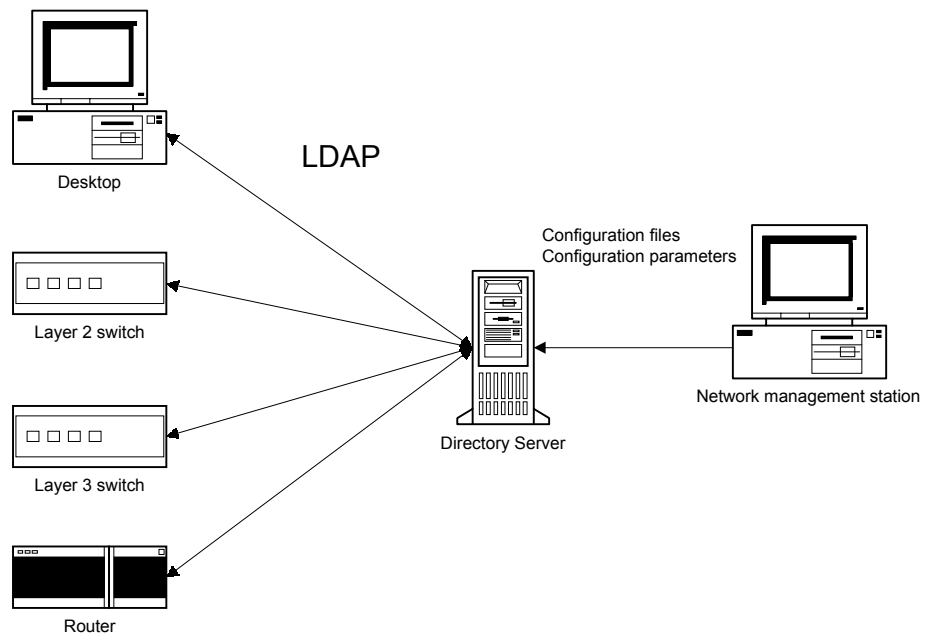 LDAP
Desktop
Configuration files
Configuration parameters
Layer 2 switch
Network management station
Directory Server
Layer 3 switch
Router